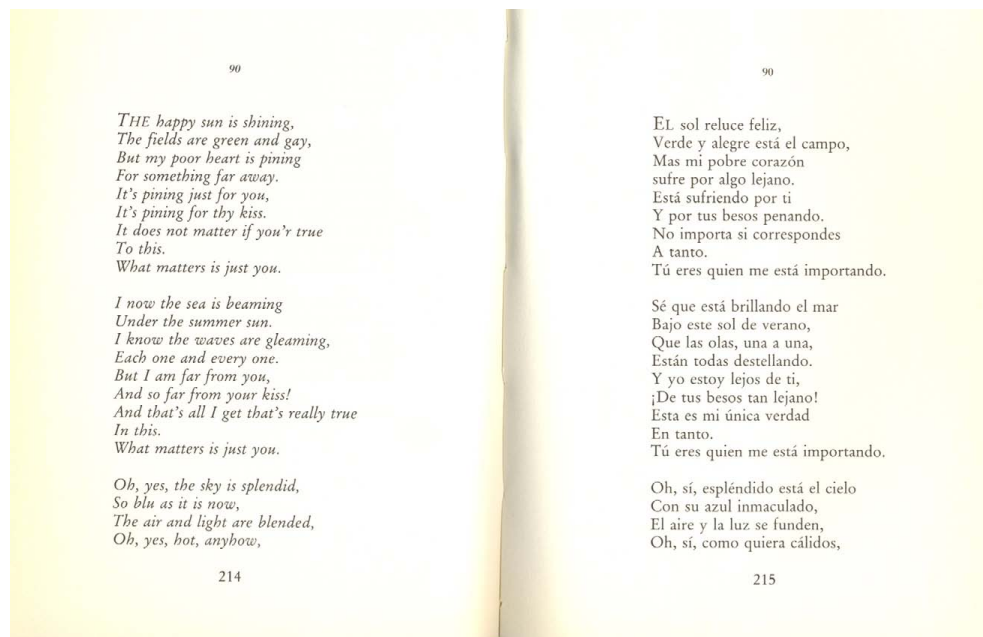 90
THE happy sun is shining,
The fields are green and gay,
But my poor heart is pining
For something far away.
It's pining just for you,
It's pining for thy kiss.
It does not matter if you'r true
To this.
What matters is just you.
I now the sea is beaming
Under the summer sun.
I know the waves are gleaming,
Each one and every one.
But I am far from you,
And so far from your kiss!
And that's all I get that's really true
In this.
What matters is just you.
Oh, yes, the sky is splendid,
So blu as it is now,
The air and light are blended,
Oh, yes, hot, anyhow,
214
90
EL sol reluce feliz,
Verde y alegre está el campo,
Mas mi pobre corazón
sufre por algo lejano.
Está sufriendo por ti
Y por tus besos penando.
No importa si correspondes
A tanto.
Tú eres quien me está importando.
Sé que está brillando el mar
Bajo este sol de verano,
Que las olas, una a una,
Están todas destellando.
Y yo estoy lejos de ti,
¡De tus besos tan lejano!
Esta es mi única verdad
En tanto.
Tú eres quien me está importando.
Oh, sí, espléndido está el cielo
Con su azul inmaculado,
El aire y la luz se funden,
Oh, sí, como quiera cálidos,
215